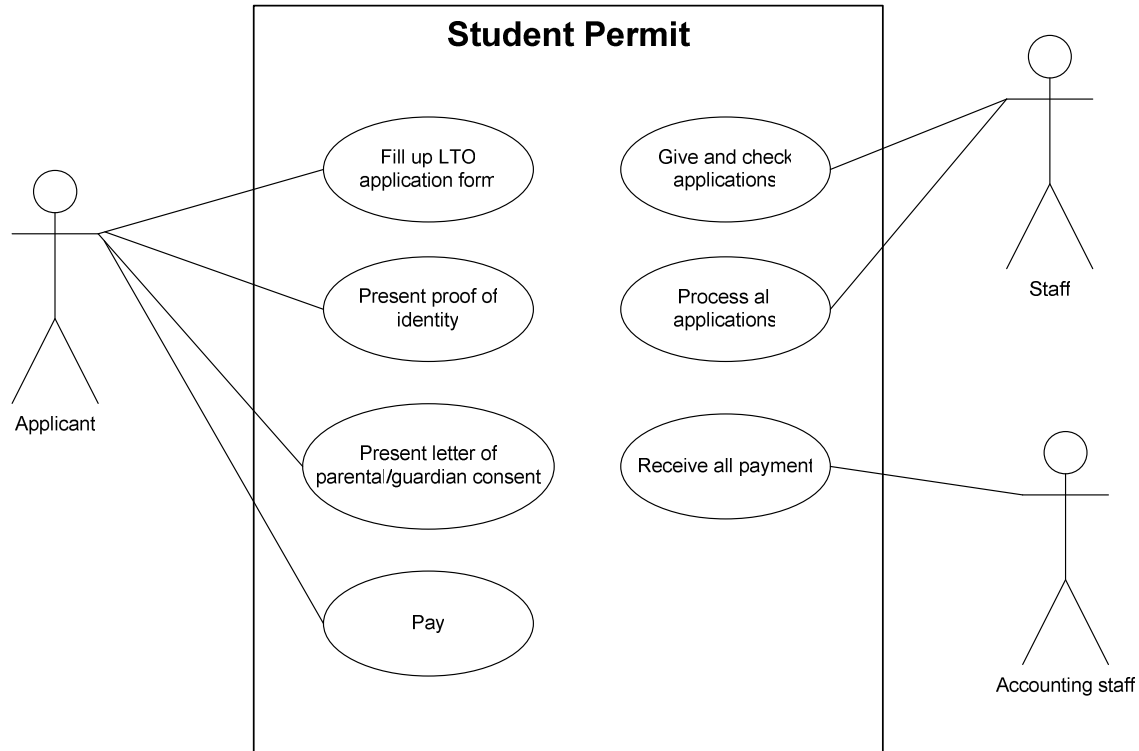 Student Permit
Fill up LTO
application form
Give and check
applications
Present proof of
identity
Process al
applications
Staff
Applicant
Present letter of
parental/guardian consent
Receive all payment
Pay
Accounting staff